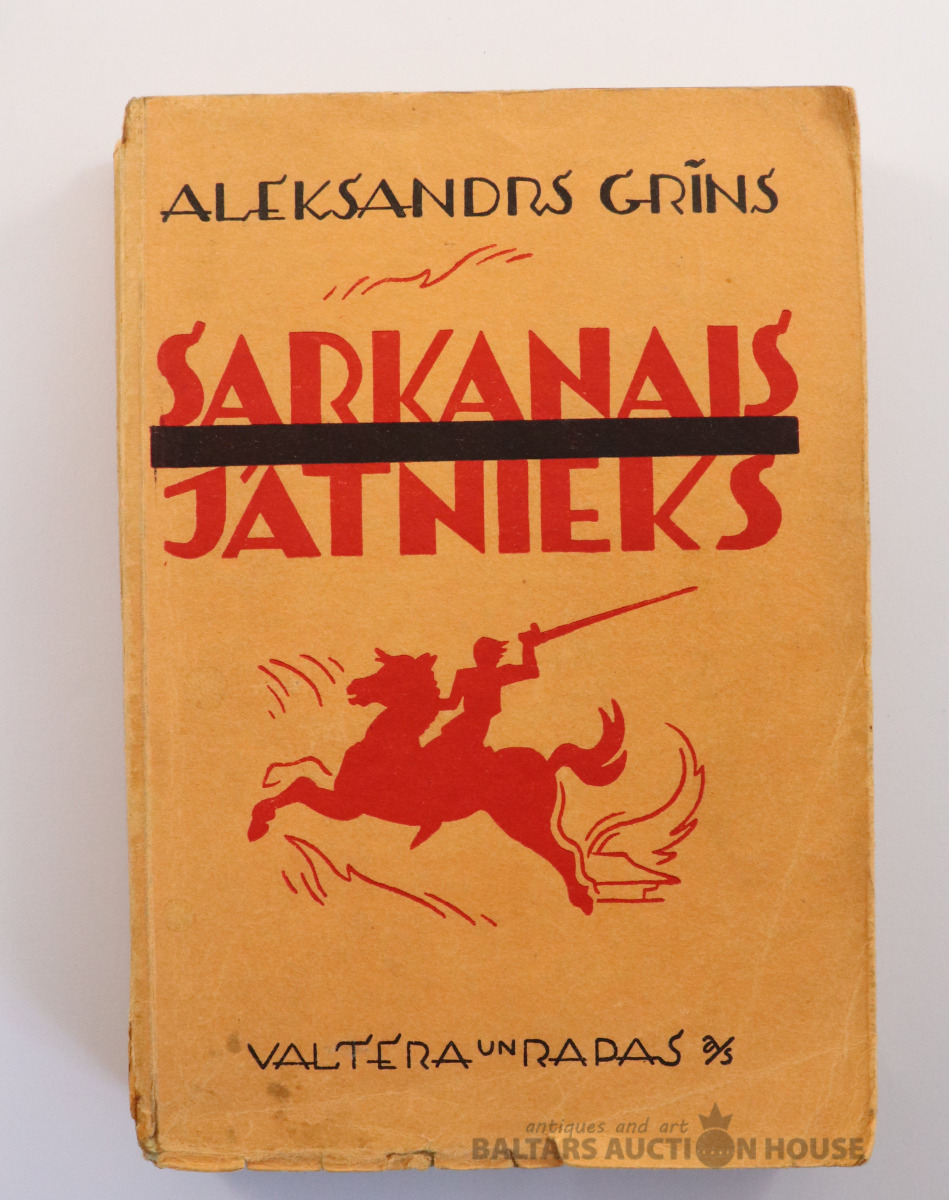 ALEKSANDRS GRĪNS
SARKANAIS
JĀTNIEKS
VALTERA UN RAPAS a/s
antiques and art
BALTARS AUCTION HOUSE